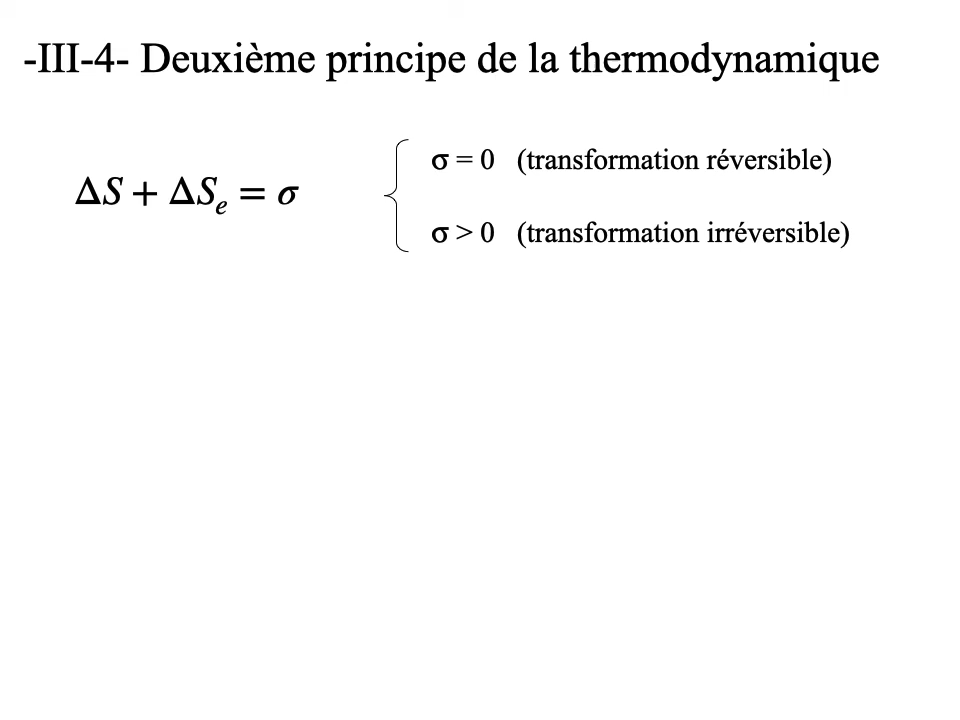 -III-4- Deuxième principe de la thermodynamique
σ = 0 (transformation réversible)
ΔS + ΔSₑ = σ
σ > 0 (transformation irréversible)